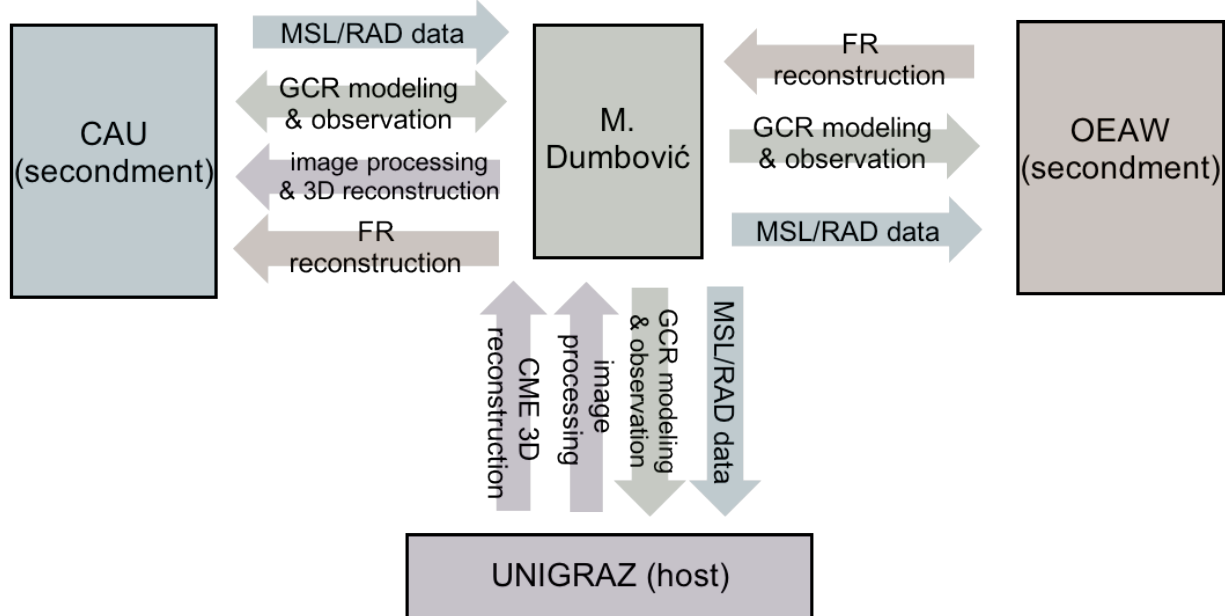 CAU
(secondment)
MSL/RAD data
GCR modeling
& observation
image processing
& 3D reconstruction
FR
reconstruction
M.
Dumbović
FR
reconstruction
GCR modeling
& observation
MSL/RAD data
OEAW
(secondment)
CME 3D
reconstruction
image
processing
GCR modeling
& observation
MSL/RAD data
UNIGRAZ (host)